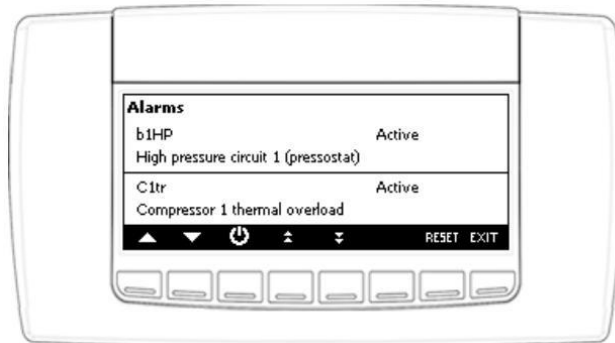 Alarms
b1HP Active
High pressure circuit 1 (pressostat)
C1tr Active
Compressor 1 thermal overload
RESET EXIT